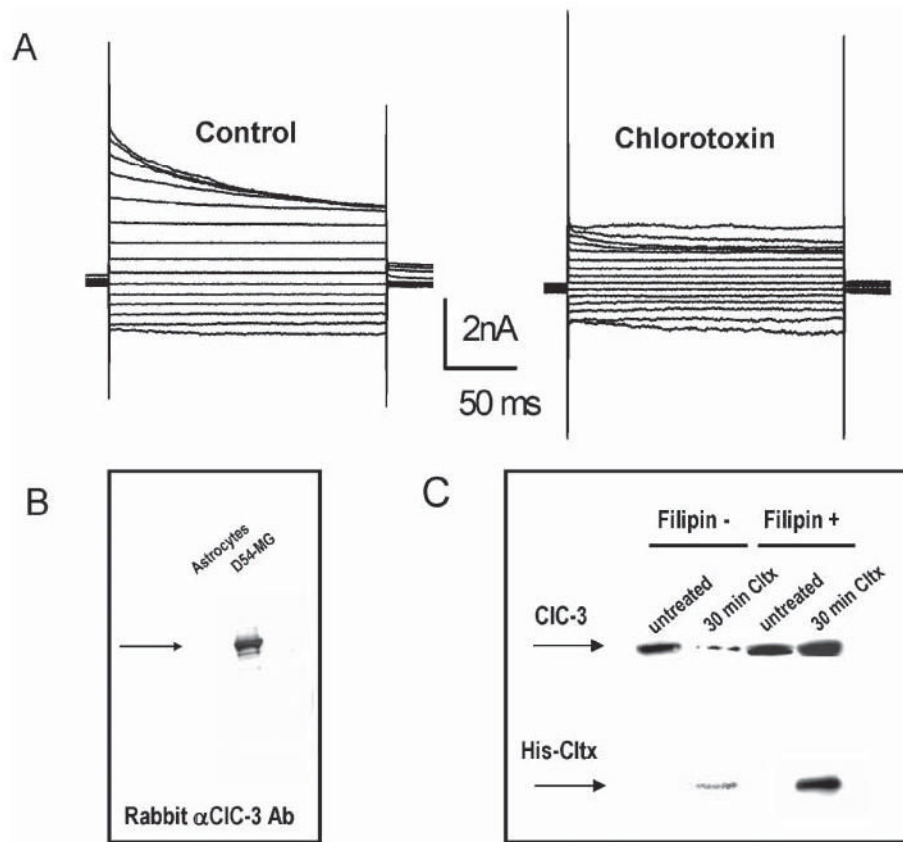 A
Control
Chlorotoxin
2nA
50 ms
B
Astrocytes
D54-MG
Rabbit αClC-3 Ab
C
Filipin -
Filipin +
untreated
30 min Cltx
untreated
30 min Cltx
ClC-3
His-Cltx